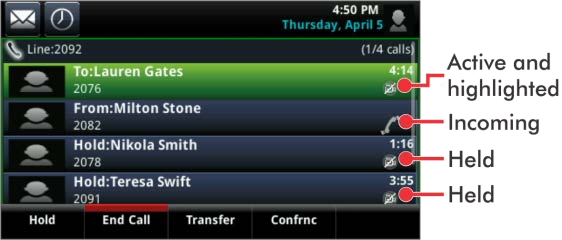 4:50 PM
Thursday, April 5
Line:2092 (1/4 calls)
To:Lauren Gates 4:14
2076
Active and
highlighted
From:Milton Stone
2082
Incoming
Hold:Nikola Smith 1:16
2078
Held
Hold:Teresa Swift 3:55
2091
Held
Hold End Call Transfer Confrnc